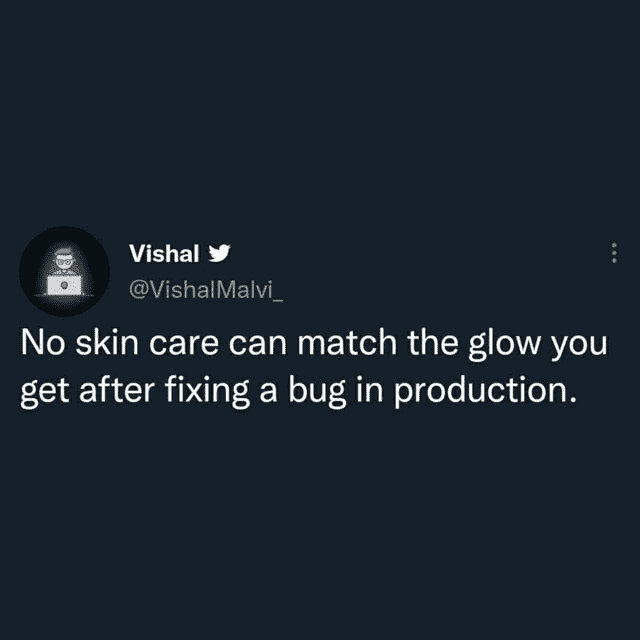 Vishal
@VishalMalvi_
No skin care can match the glow you
get after fixing a bug in production.